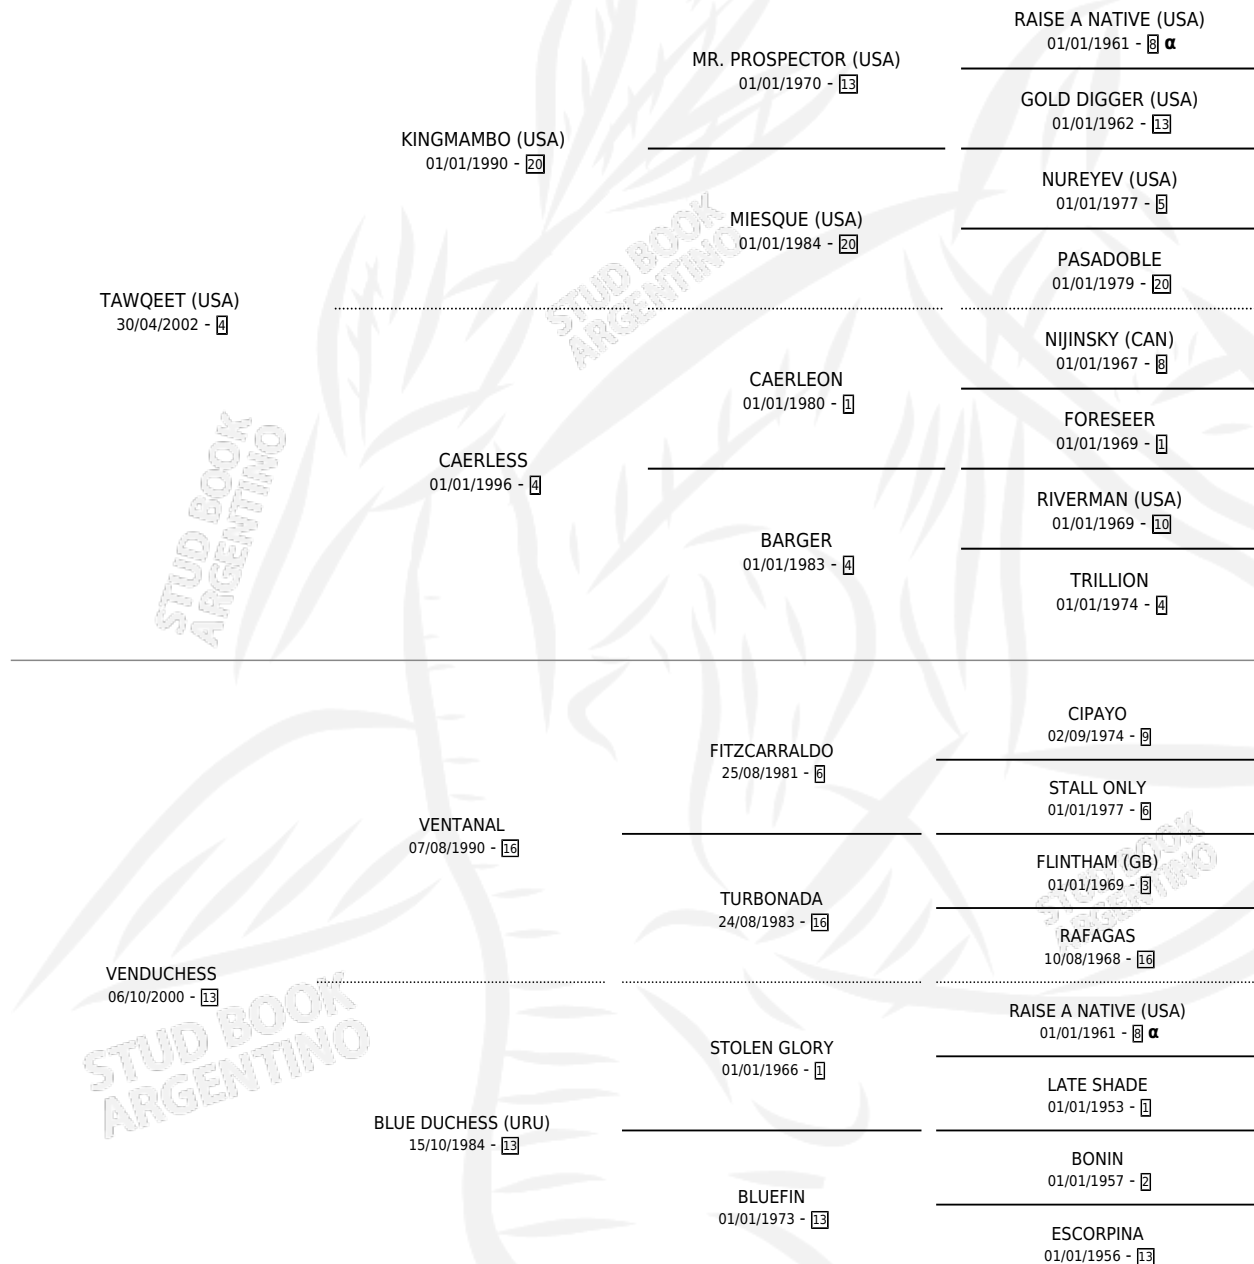 RAISE A NATIVE (USA)
01/01/1961 - 8 α
MR. PROSPECTOR (USA)
01/01/1970 - 13
GOLD DIGGER (USA)
01/01/1962 - 13
KINGMAMBO (USA)
01/01/1990 - 20
NUREYEV (USA)
01/01/1977 - 5
MIESQUE (USA)
01/01/1984 - 20
PASADOBLE
01/01/1979 - 20
TAWQEET (USA)
30/04/2002 - 4
NIJINSKY (CAN)
01/01/1967 - 8
CAERLEON
01/01/1980 - 1
FORESEER
01/01/1969 - 1
CAERLESS
01/01/1996 - 4
RIVERMAN (USA)
01/01/1969 - 10
BARGER
01/01/1983 - 4
TRILLION
01/01/1974 - 4
CIPAYO
02/09/1974 - 9
FITZCARRALDO
25/08/1981 - 6
STALL ONLY
01/01/1977 - 6
VENTANAL
07/08/1990 - 16
FLINTHAM (GB)
01/01/1969 - 3
TURBONADA
24/08/1983 - 16
RAFAGAS
10/08/1968 - 16
VENDUCHESS
06/10/2000 - 13
RAISE A NATIVE (USA)
01/01/1961 - 8 α
STOLEN GLORY
01/01/1966 - 1
LATE SHADE
01/01/1953 - 1
BLUE DUCHESS (URU)
15/10/1984 - 13
BONIN
01/01/1957 - 2
BLUEFIN
01/01/1973 - 13
ESCORPINA
01/01/1956 - 13
STUD BOOK
ARGENTINO
STUD BOOK
ARGENTINO
STUD BOOK
ARGENTINO
STUD BOOK
ARGENTINO